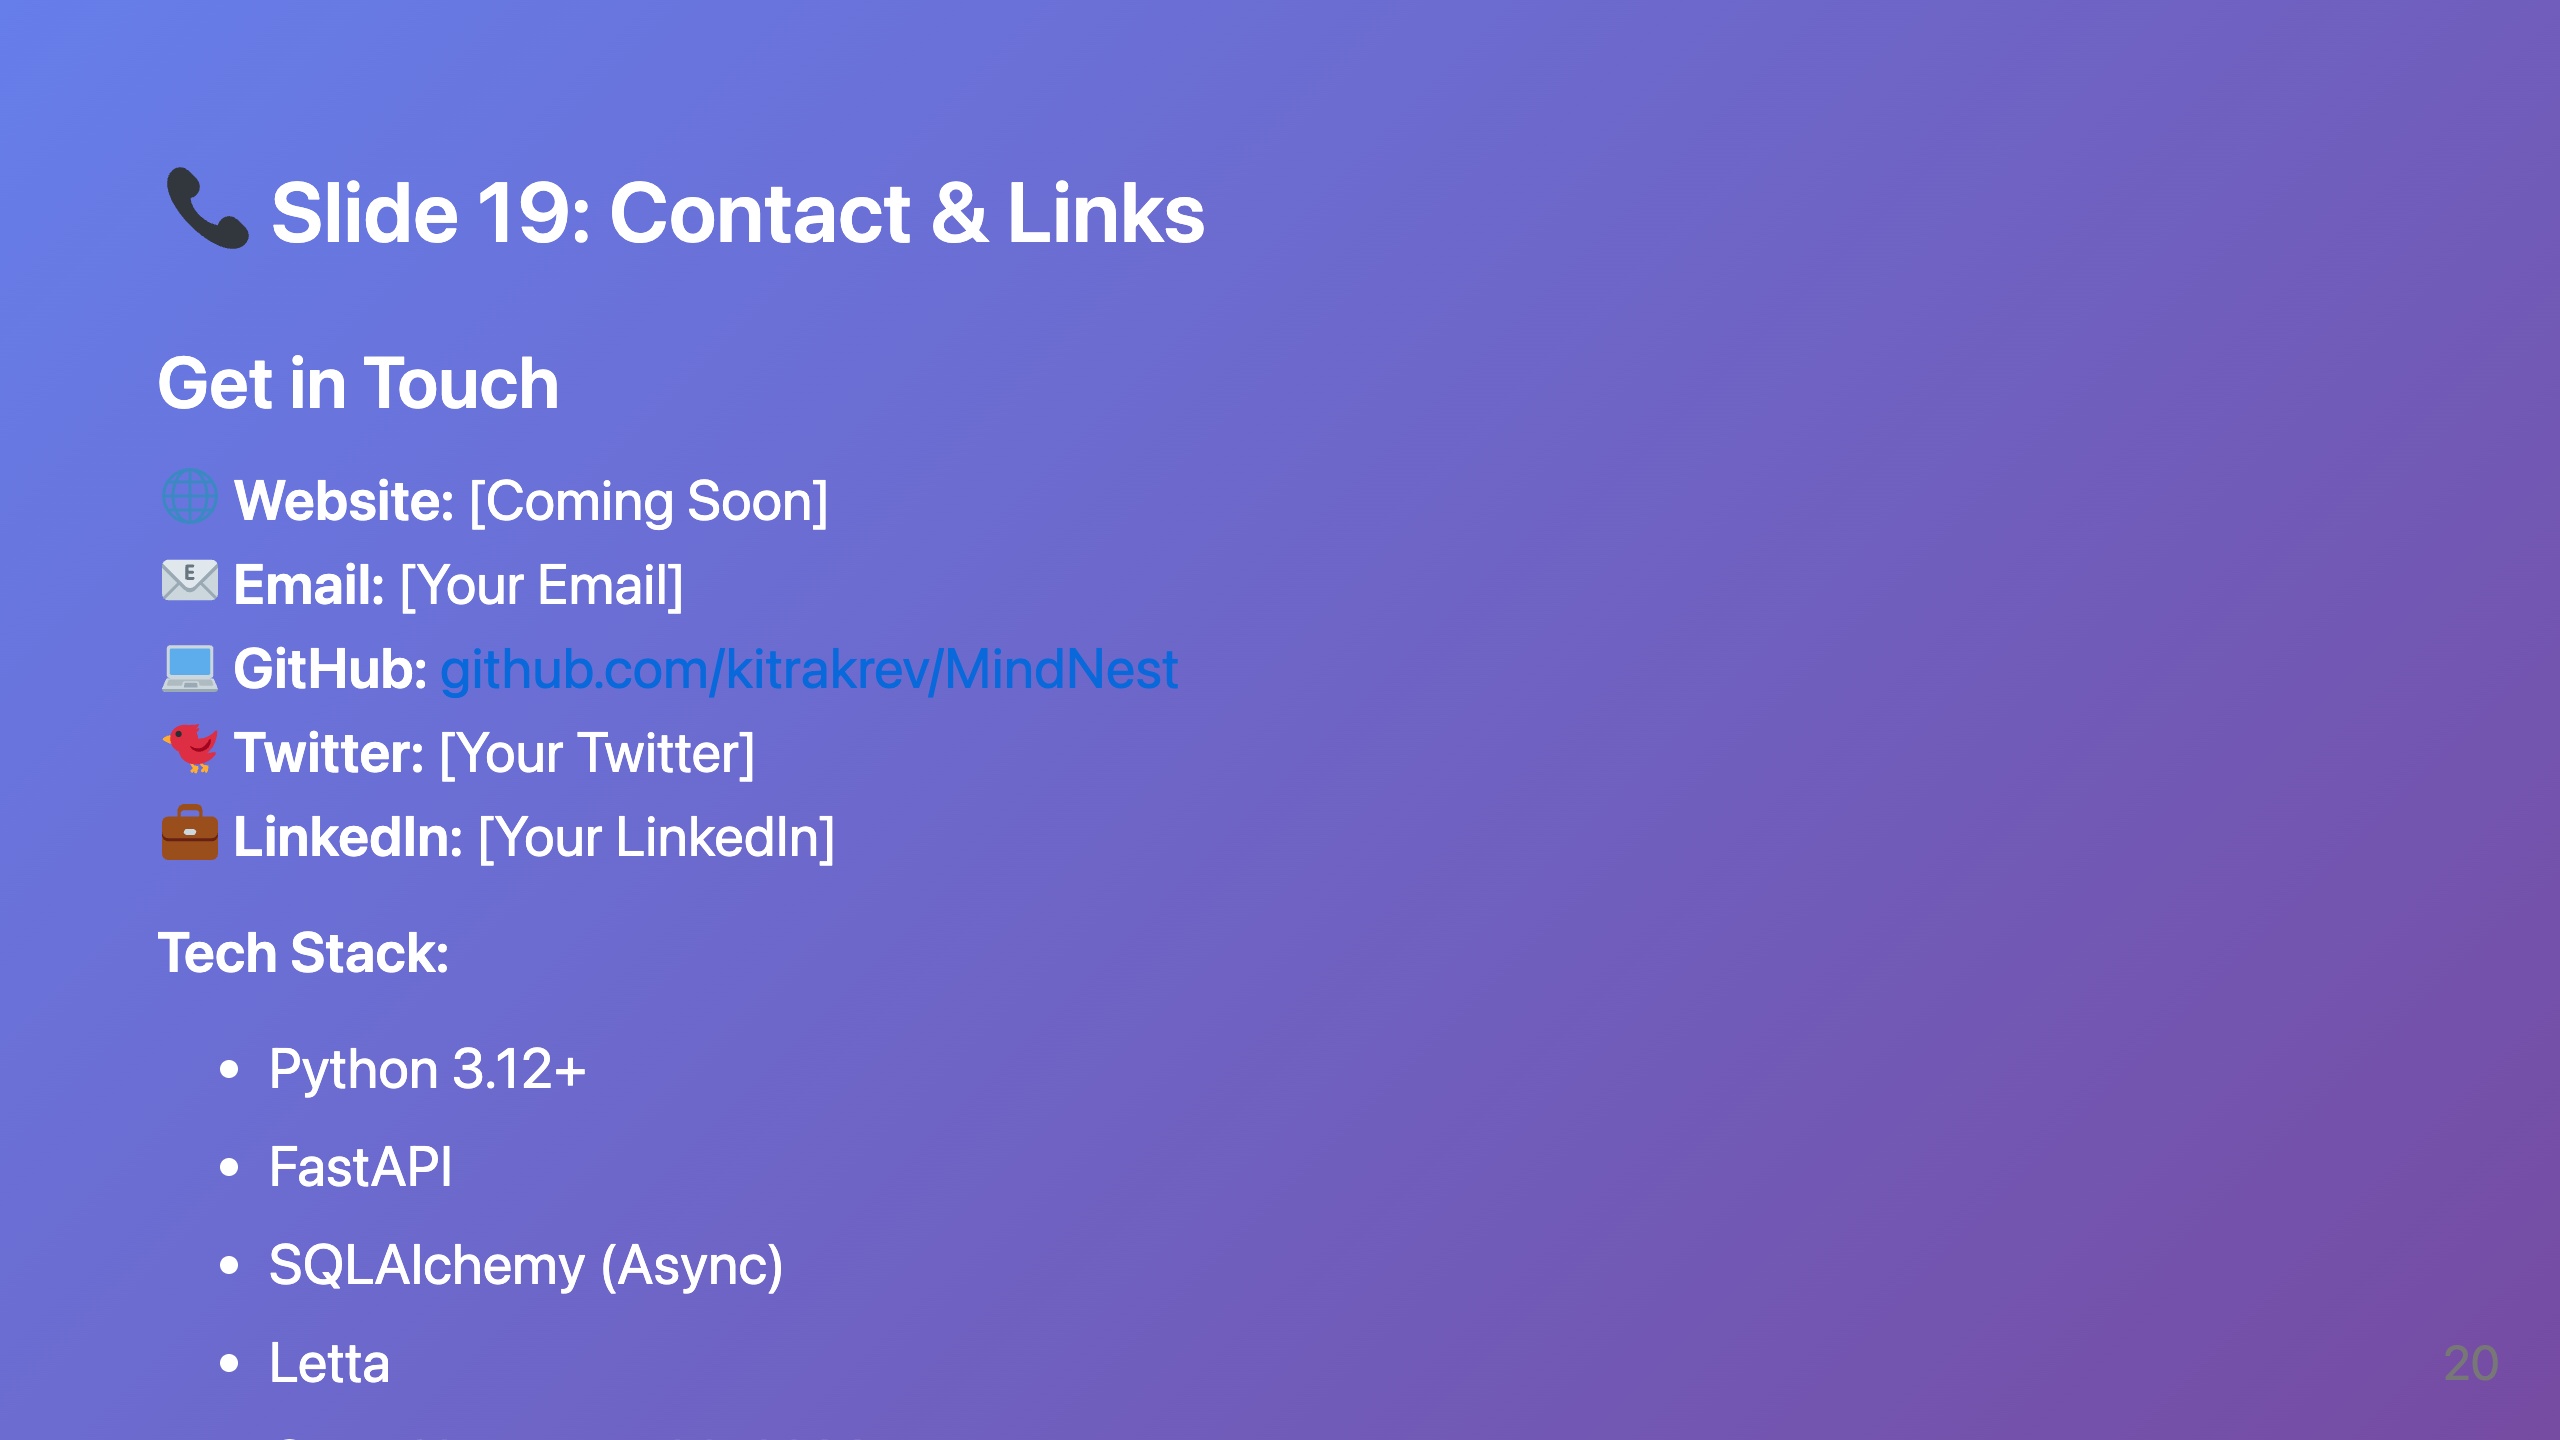 Slide 19: Contact & Links
Get in Touch
Website: [Coming Soon]
Email: [Your Email]
GitHub: github.com/kitrakrev/MindNest
Twitter: [Your Twitter]
LinkedIn: [Your LinkedIn]
Tech Stack:
• Python 3.12+
• FastAPI
• SQLAlchemy (Async)
• Letta
20